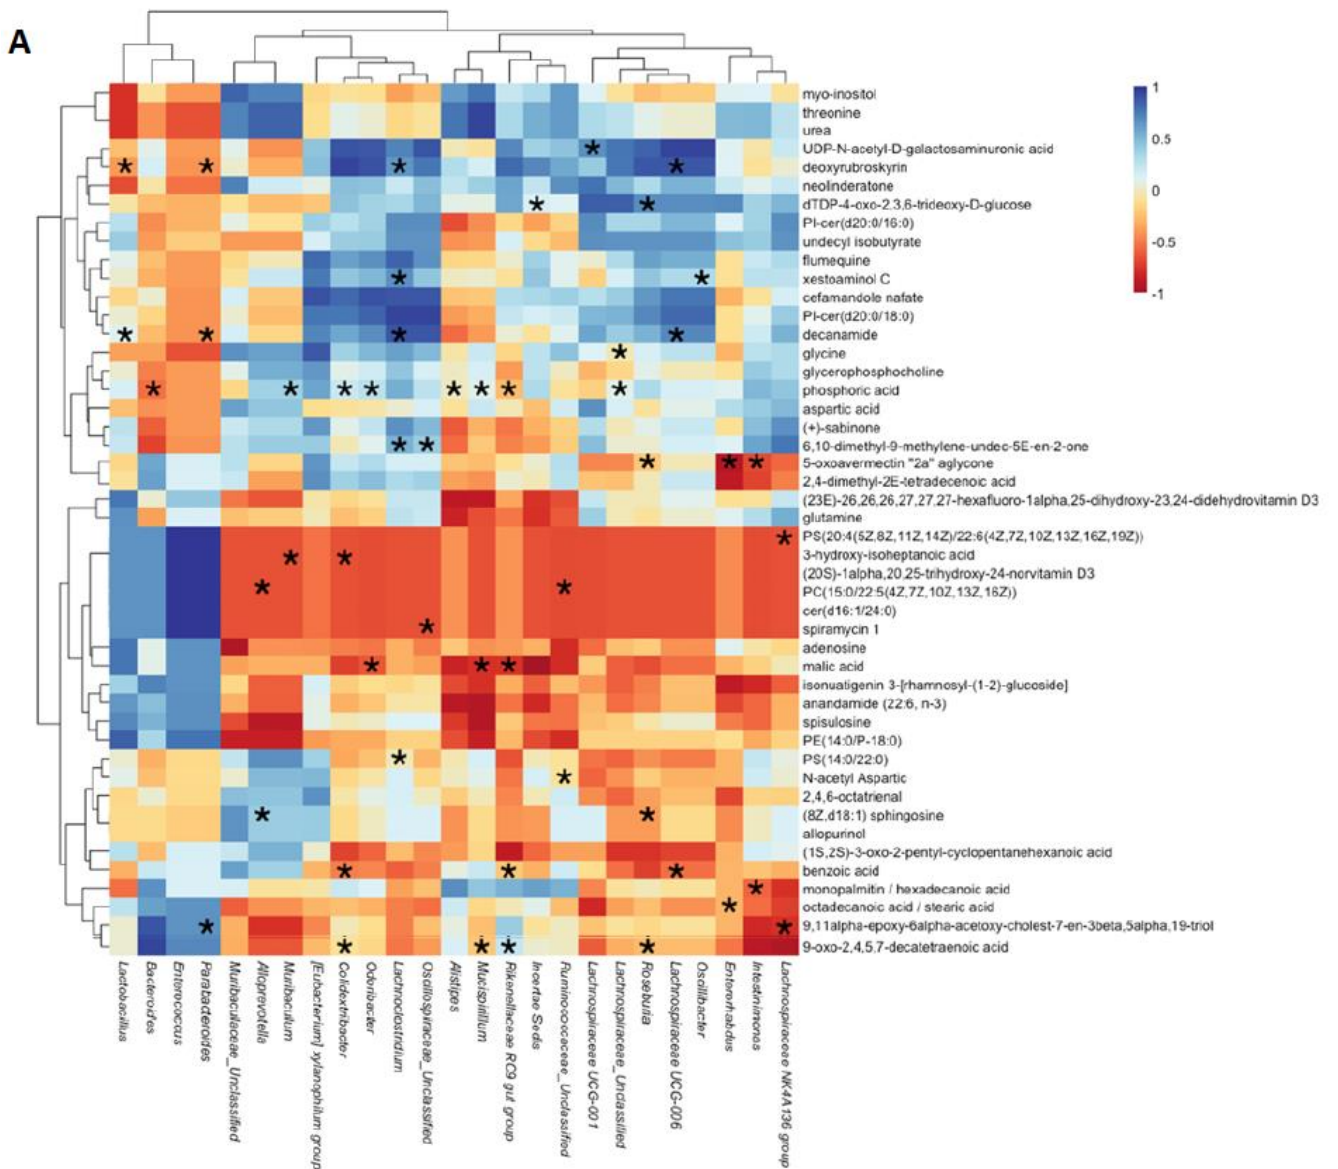 A
myo-inositol
threonine
urea
UDP-N-acetyl-D-galactosaminuronic acid
deoxyrubroskyrin
neolinderatone
dTDP-4-oxo-2,3,6-trideoxy-D-glucose
PI-cer(d20:0/16:0)
undecyl isobutyrate
flumequine
xestoaminol C
cefamandole nafate
PI-cer(d20:0/18:0)
decanamide
glycine
glycerophosphocholine
phosphoric acid
aspartic acid
(+)-sabinone
6,10-dimethyl-9-methylene-undec-5E-en-2-one
5-oxoavermectin "2a" aglycone
2,4-dimethyl-2E-tetradecenoic acid
(23E)-26,26,26,27,27,27-hexafluoro-1alpha,25-dihydroxy-23,24-didehydrovitamin D3
glutamine
PS(20:4(5Z,8Z,11Z,14Z)/22:6(4Z,7Z,10Z,13Z,16Z,19Z))
3-hydroxy-isoheptanoic acid
(20S)-1alpha,20,25-trihydroxy-24-norvitamin D3
PC(15:0/22:5(4Z,7Z,10Z,13Z,16Z))
cer(d16:1/24:0)
spiramycin 1
adenosine
malic acid
isonuatigenin 3-[rhamnosyl-(1-2)-glucoside]
anandamide (22:6, n-3)
spisulosine
PE(14:0/P-18:0)
PS(14:0/22:0)
N-acetyl Aspartic
2,4,6-octatrienal
(8Z,d18:1) sphingosine
allopurinol
(1S,2S)-3-oxo-2-pentyl-cyclopentanehexanoic acid
benzoic acid
monopalmitin / hexadecanoic acid
octadecanoic acid / stearic acid
9,11alpha-epoxy-6alpha-acetoxy-cholest-7-en-3beta,5alpha,19-triol
9-oxo-2,4,5,7-decatetraenoic acid
1
0.5
0
-0.5
-1
Lactobacillus
Bacteroides
Enterococcus
Parabacteroides
Muribaculaceae_Unclassified
Alloprevotella
Muribaculum
[Eubacterium] xylanophilum group
Colidextribacter
Odoribacter
Lachnoclostridium
Oscillospiraceae_Unclassified
Alistipes
Mucispirillum
Rikenellaceae RC9 gut group
Incertae Sedis
Ruminococcaceae_Unclassified
Lachnospiraceae UCG-001
Lachnospiraceae_Unclassified
Roseburia
Lachnospiraceae UCG-006
Oscillibacter
Enterorhabdus
Intestinimonas
Lachnospiraceae NK4A136 group